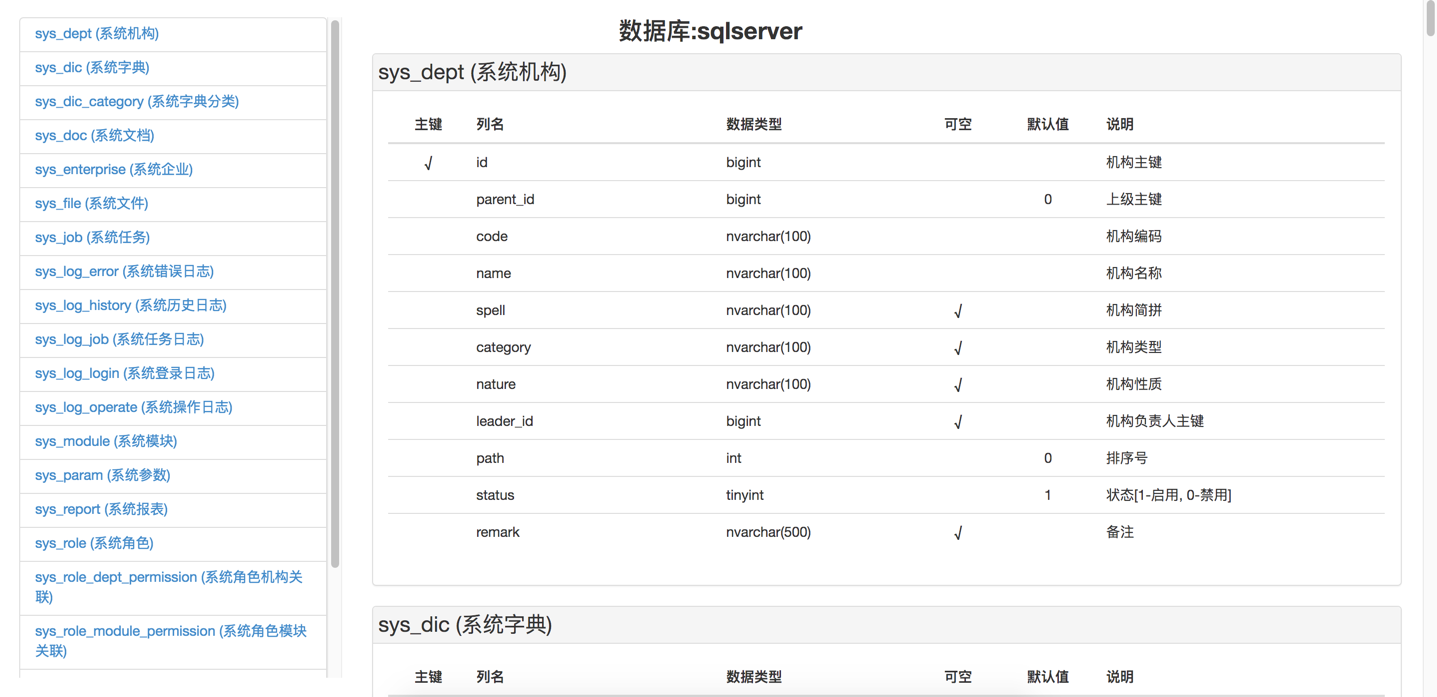 sys_dept (系统机构)
sys_dic (系统字典)
sys_dic_category (系统字典分类)
sys_doc (系统文档)
sys_enterprise (系统企业)
sys_file (系统文件)
sys_job (系统任务)
sys_log_error (系统错误日志)
sys_log_history (系统历史日志)
sys_log_job (系统任务日志)
sys_log_login (系统登录日志)
sys_log_operate (系统操作日志)
sys_module (系统模块)
sys_param (系统参数)
sys_report (系统报表)
sys_role (系统角色)
sys_role_dept_permission (系统角色机构关
联)
sys_role_module_permission (系统角色模块
关联)
数据库:sqlserver
sys_dept (系统机构)
主键 列名 数据类型 可空 默认值 说明
√ id bigint 机构主键
parent_id bigint 0 上级主键
code nvarchar(100) 机构编码
name nvarchar(100) 机构名称
spell nvarchar(100) √ 机构简拼
category nvarchar(100) √ 机构类型
nature nvarchar(100) √ 机构性质
leader_id bigint √ 机构负责人主键
path int 0 排序号
status tinyint 1 状态[1-启用, 0-禁用]
remark nvarchar(500) √ 备注
sys_dic (系统字典)
主键 列名 数据类型 可空 默认值 说明